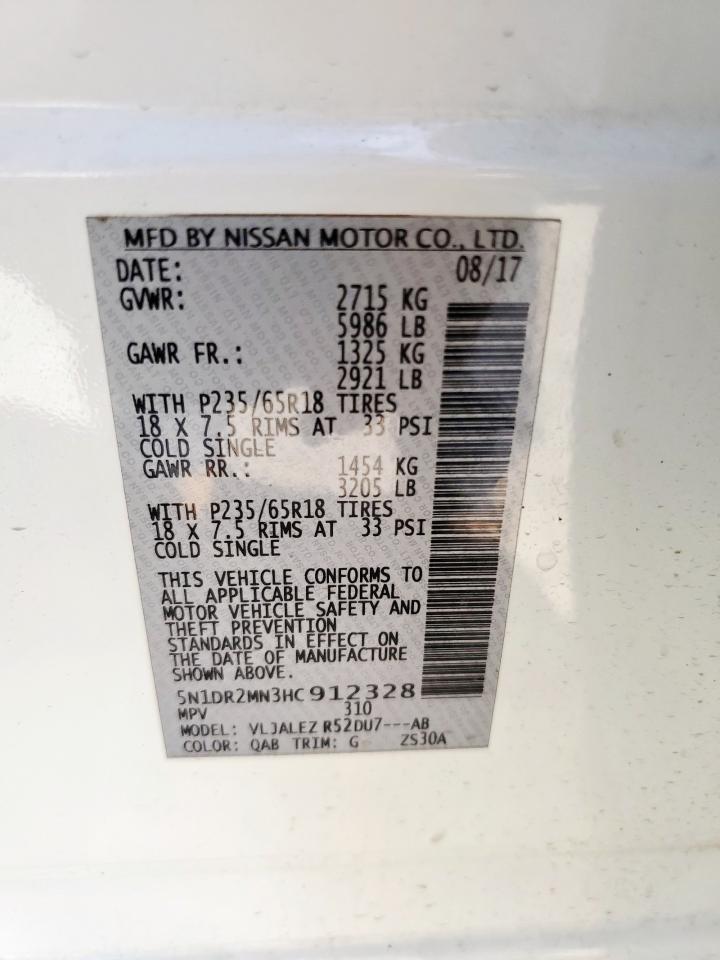 MFD BY NISSAN MOTOR CO., LTD.
DATE: 08/17
GVWR: 2715 KG
5986 LB
GAWR FR.: 1325 KG
2921 LB
WITH P235/65R18 TIRES
18 X 7.5 RIMS AT 33 PSI
COLD SINGLE
GAWR RR.: 1454 KG
3205 LB
WITH P235/65R18 TIRES
18 X 7.5 RIMS AT 33 PSI
COLD SINGLE
THIS VEHICLE CONFORMS TO
ALL APPLICABLE FEDERAL
MOTOR VEHICLE SAFETY AND
THEFT PREVENTION
STANDARDS IN EFFECT ON
THE DATE OF MANUFACTURE
SHOWN ABOVE.
5N1DR2MN3HC912328
MPV 310
MODEL: VLJALEZ R52DU7---AB
COLOR: QAB TRIM: G ZS30A